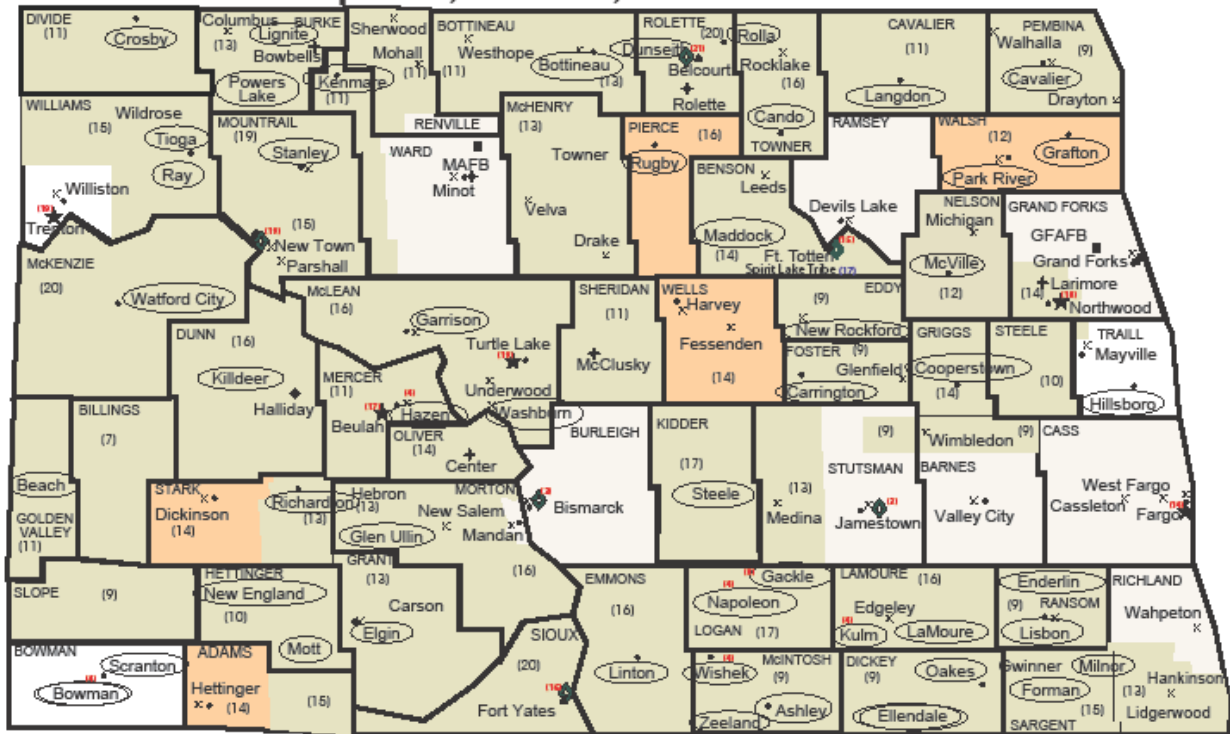 DIVIDE
(11)
Crosby
Columbus
BURKE
(13)
Lignite
Bowbells
Powers
Lake
Sherwood
Mohall
(11)
Kenmare
(11)
BOTTINEAU
Westhope
(11)
Bottineau
(13)
ROLETTE
(20)
Dunseith
(21)
Belcourt
Rolette
Rolla
Rocklake
(16)
Cando
TOWNER
CAVALIER
(11)
Langdon
PEMBINA
Walhalla
(9)
Cavalier
Drayton
WILLIAMS
(15)
Wildrose
Tioga
Ray
Williston
(19)
Trenton
MOUNTRAIL
(19)
Stanley
(15)
(19)
New Town
Parshall
RENVILLE
WARD
MAFB
Minot
McHENRY
(13)
Towner
Velva
Drake
PIERCE
(16)
Rugby
BENSON
Leeds
Maddock
(14)
RAMSEY
Devils Lake
(15)
Ft. Totten
Spirit Lake Tribe (17)
WALSH
(12)
Grafton
Park River
NELSON
Michigan
McVille
(12)
GRAND FORKS
GFAFB
Grand Forks
Larimore
(14)
Northwood
McKENZIE
(20)
Watford City
DUNN
(16)
Killdeer
Halliday
McLEAN
(16)
Garrison
Turtle Lake
Underwood
Washburn
SHERIDAN
(11)
McClusky
WELLS
Harvey
Fessenden
(14)
(9)
EDDY
New Rockford
FOSTER
(9)
Glenfield
Carrington
GRIGGS
Cooperstown
(14)
STEELE
(10)
TRAILL
Mayville
Hillsboro
MERCER
(11)
(4)
(17)
Hazen
Beulah
OLIVER
(14)
Center
BILLINGS
(7)
Beach
GOLDEN
VALLEY
(11)
STARK
Dickinson
(14)
Richardton
(13)
Hebron
(13)
MORTON
New Salem
Mandan
Glen Ullin
(16)
BURLEIGH
Bismarck
KIDDER
(17)
Steele
(9)
(13)
STUTSMAN
Medina
Jamestown
Wimbledon
(9)
BARNES
Valley City
CASS
West Fargo
Cassleton
Fargo
SLOPE
(9)
HETTINGER
New England
(10)
Mott
GRANT
(13)
Carson
Elgin
SIOUX
(20)
Fort Yates
EMMONS
(16)
Linton
Gackle
(4)
Napoleon
LOGAN
(17)
LAMOURE
(16)
Edgeley
Kulm
LaMoure
Enderlin
(9)
RANSOM
Lisbon
RICHLAND
Wahpeton
BOWMAN
Scranton
Bowman
ADAMS
Hettinger
(14)
(15)
Wishek
(4)
McINTOSH
(9)
Ashley
Zeeland
DICKEY
(9)
Oakes
Ellendale
Gwinner
Milnor
Forman
(15)
SARGENT
(13)
Hankinson
Lidgerwood